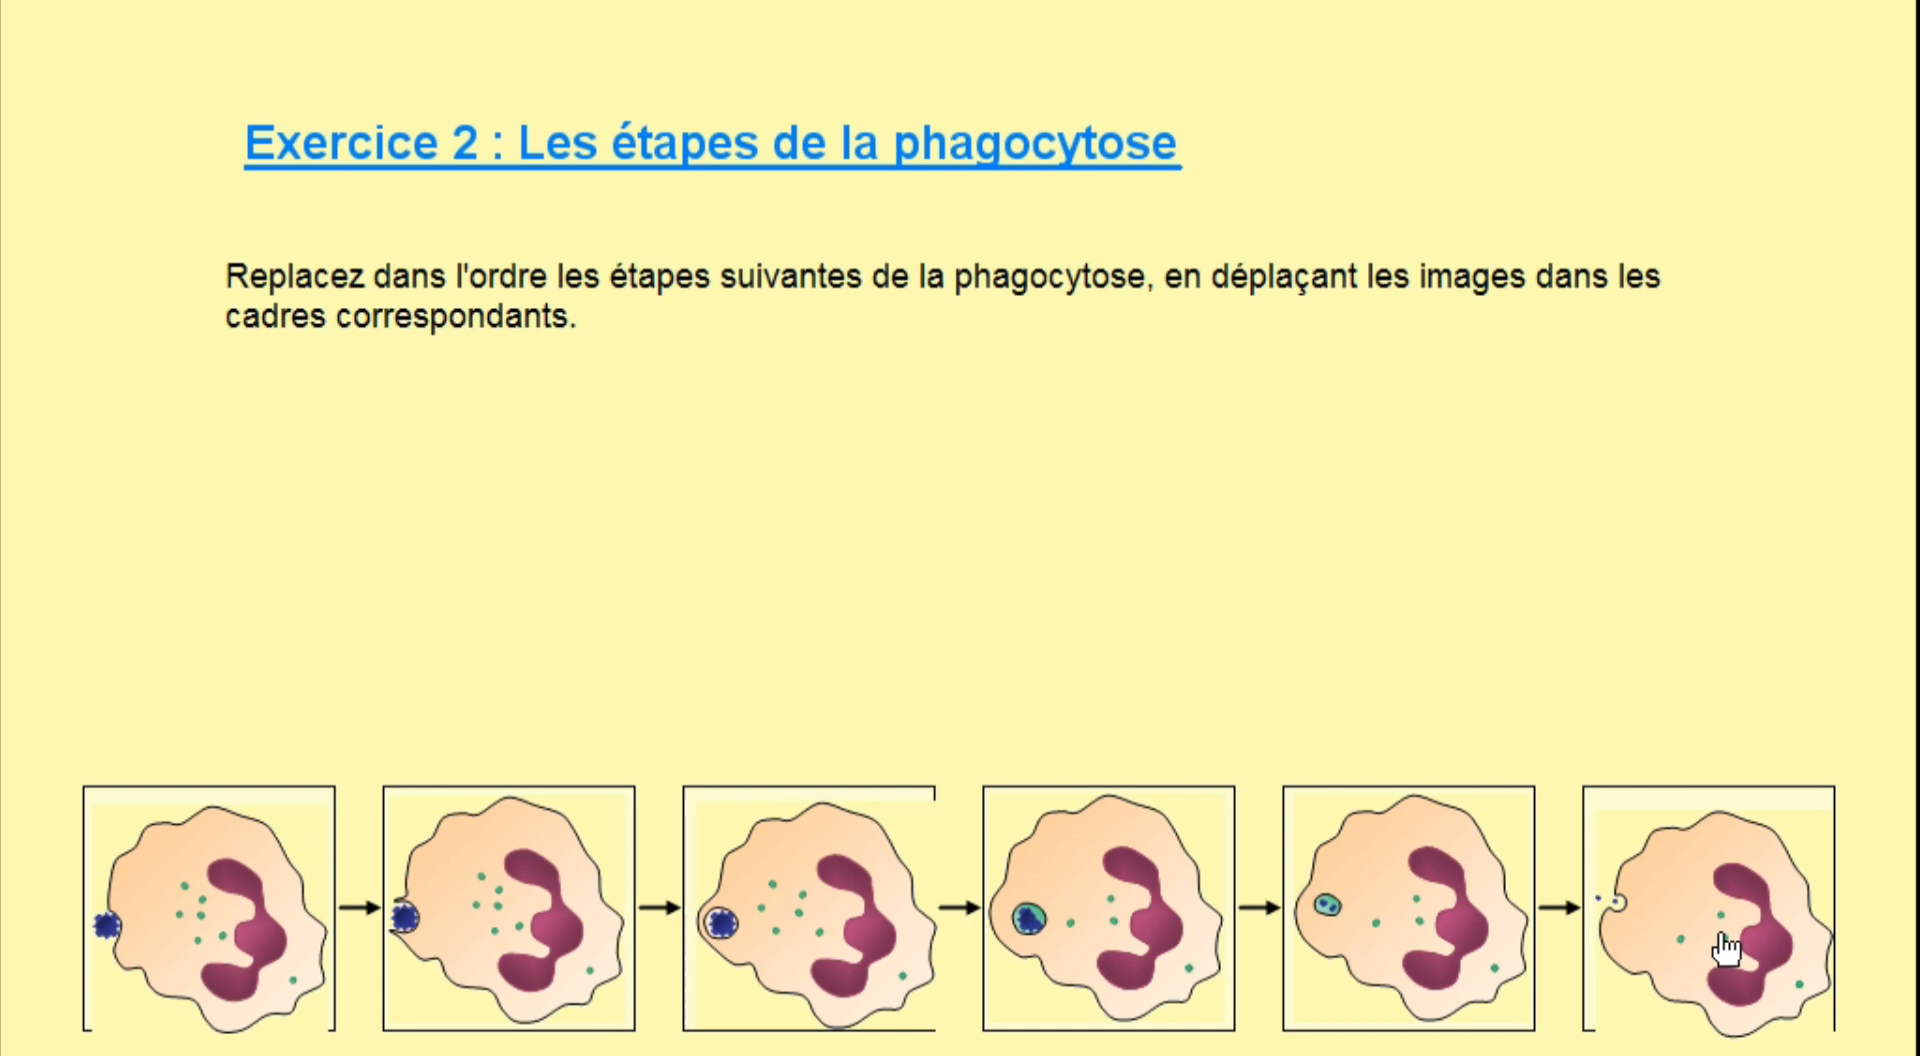 Exercice 2 : Les étapes de la phagocytose
Replacez dans l'ordre les étapes suivantes de la phagocytose, en déplaçant les images dans les
cadres correspondants.